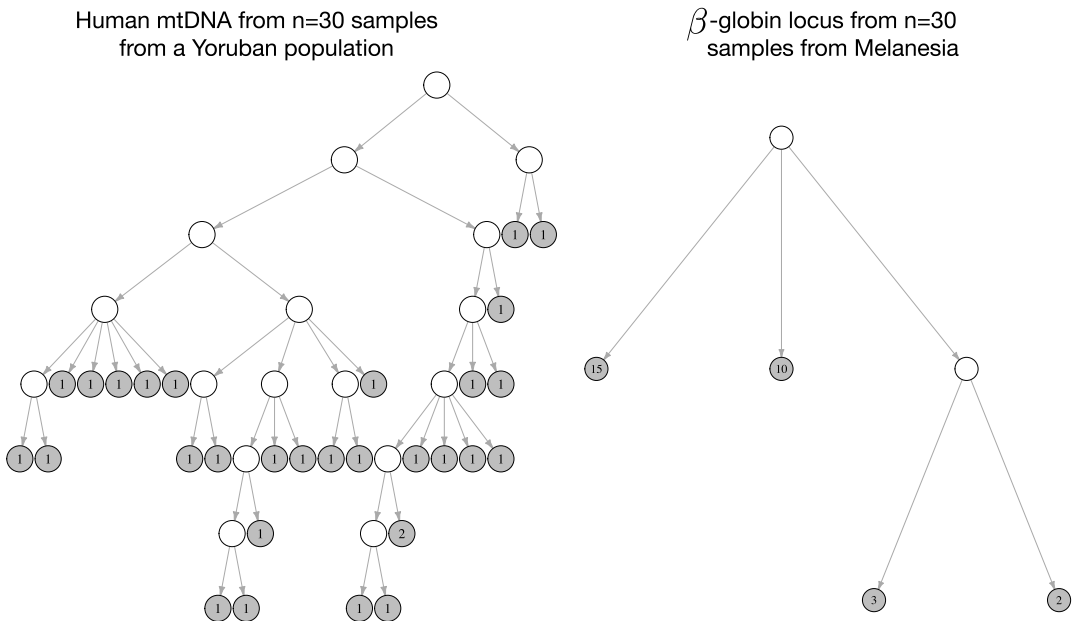 Human mtDNA from n=30 samples
from a Yoruban population
1 1
1
1 1 1 1 1 1 1 1
1 1 1 1 1 1 1 1 1 1 1 1
1 2
1 1 1 1
β-globin locus from n=30
samples from Melanesia
15 10
3 2